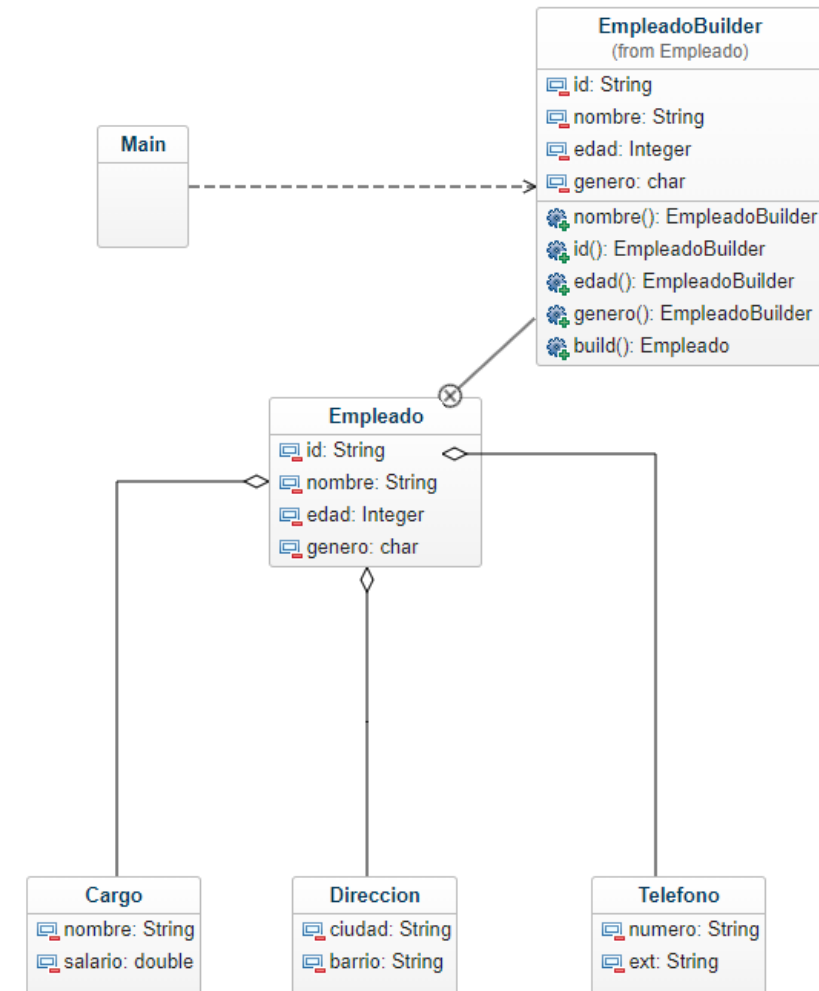 EmpleadoBuilder
(from Empleado)
id: String
nombre: String
edad: Integer
genero: char
nombre(): EmpleadoBuilder
id(): EmpleadoBuilder
edad(): EmpleadoBuilder
genero(): EmpleadoBuilder
build(): Empleado
Main
Empleado
id: String
nombre: String
edad: Integer
genero: char
Cargo
nombre: String
salario: double
Direccion
ciudad: String
barrio: String
Telefono
numero: String
ext: String